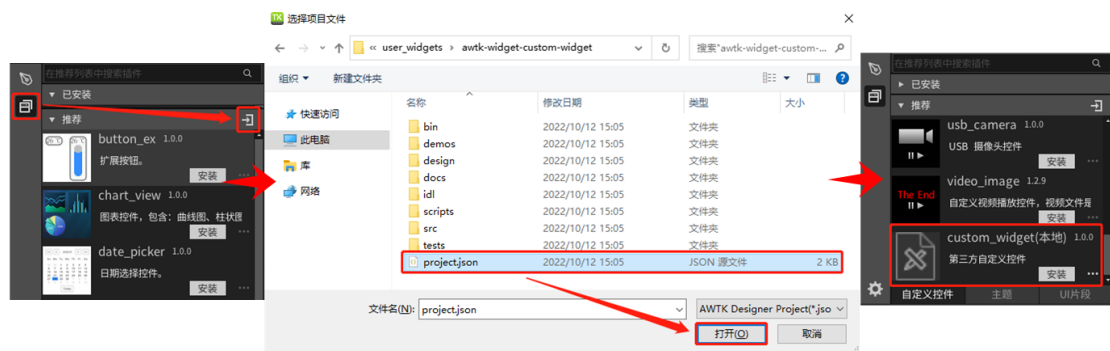 在推荐列表中搜索插件
已安装
推荐
button_ex 1.0.0
扩展按钮。
安装
chart_view 1.0.0
图表控件，包含：曲线图、柱状图
安装
date_picker 1.0.0
日期选择控件。
安装
TK 选择项目文件
« user_widgets › awtk-widget-custom-widget
搜索"awtk-widget-custom-...
组织 新建文件夹
快速访问
此电脑
库
网络
名称 修改日期 类型 大小
bin 2022/10/12 15:05 文件夹
demos 2022/10/12 15:05 文件夹
design 2022/10/12 15:05 文件夹
docs 2022/10/12 15:05 文件夹
idl 2022/10/12 15:05 文件夹
scripts 2022/10/12 15:05 文件夹
src 2022/10/12 15:05 文件夹
tests 2022/10/12 15:05 文件夹
project.json 2022/10/12 15:05 JSON 源文件 2 KB
文件名(N): project.json AWTK Designer Project(*.jso
打开(O) 取消
在推荐列表中搜索插件
已安装
推荐
usb_camera 1.0.0
USB 摄像头控件
安装
The End
video_image 1.2.9
自定义视频播放控件，视频文件是
安装
custom_widget(本地) 1.0.0
第三方自定义控件
安装
自定义控件 主题 UI片段